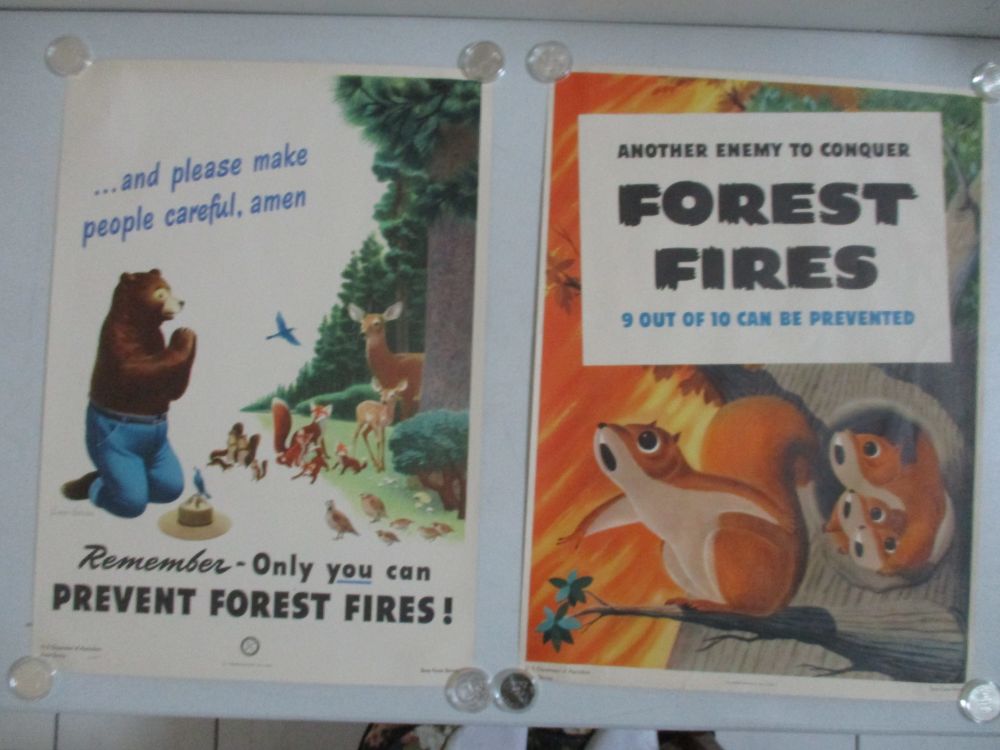 ...and please make
people careful, amen
Remember - Only you can
PREVENT FOREST FIRES!
ANOTHER ENEMY TO CONQUER
FOREST
FIRES
9 OUT OF 10 CAN BE PREVENTED